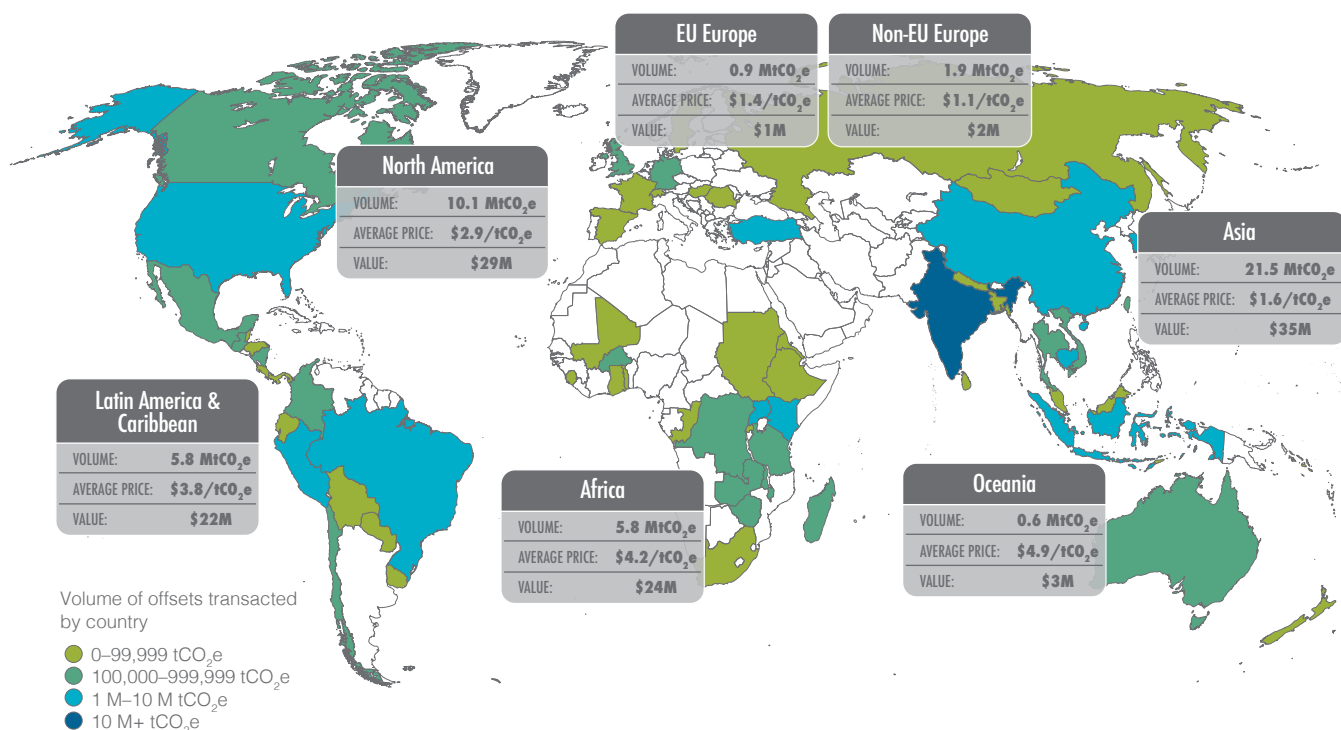 EU Europe
VOLUME: 0.9 MtCO₂e
AVERAGE PRICE: $1.4/tCO₂e
VALUE: $1M
Non-EU Europe
VOLUME: 1.9 MtCO₂e
AVERAGE PRICE: $1.1/tCO₂e
VALUE: $2M
North America
VOLUME: 10.1 MtCO₂e
AVERAGE PRICE: $2.9/tCO₂e
VALUE: $29M
Asia
VOLUME: 21.5 MtCO₂e
AVERAGE PRICE: $1.6/tCO₂e
VALUE: $35M
Latin America &
Caribbean
VOLUME: 5.8 MtCO₂e
AVERAGE PRICE: $3.8/tCO₂e
VALUE: $22M
Africa
VOLUME: 5.8 MtCO₂e
AVERAGE PRICE: $4.2/tCO₂e
VALUE: $24M
Oceania
VOLUME: 0.6 MtCO₂e
AVERAGE PRICE: $4.9/tCO₂e
VALUE: $3M
Volume of offsets transacted
by country
0–99,999 tCO₂e
100,000–999,999 tCO₂e
1 M–10 M tCO₂e
10 M+ tCO₂e